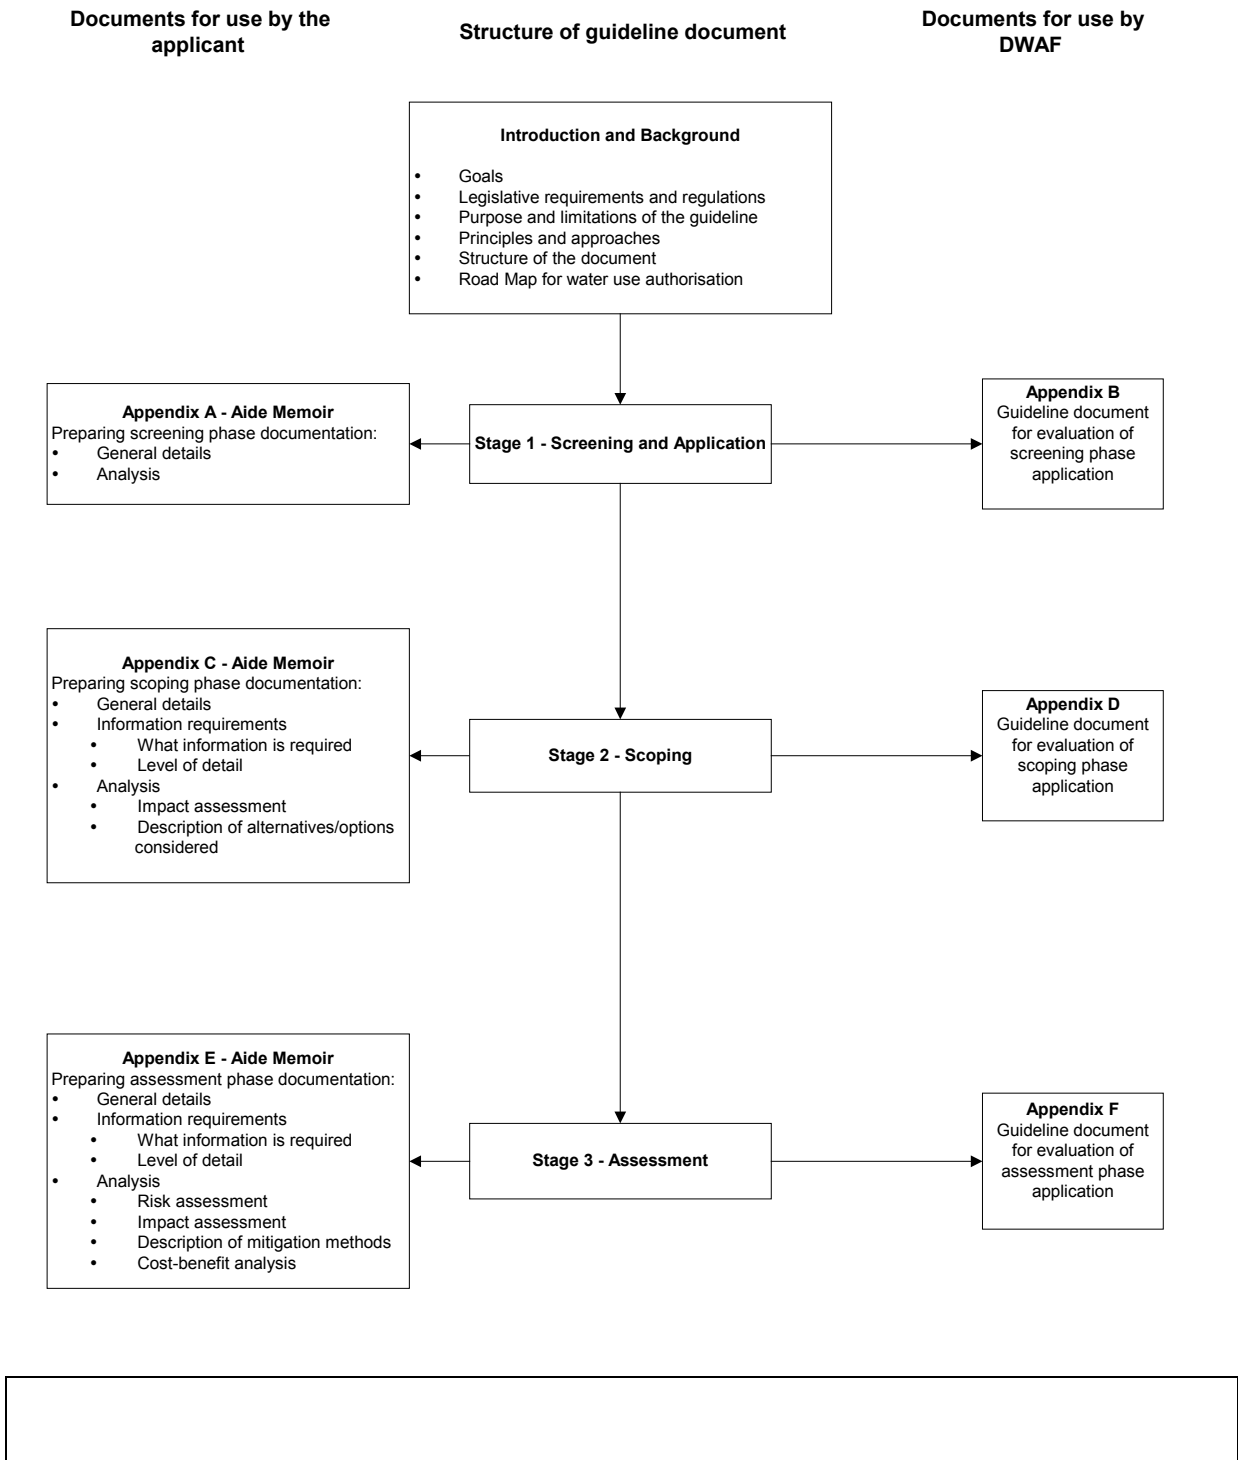 Documents for use by the
applicant
Structure of guideline document
Documents for use by
DWAF
Introduction and Background
• Goals
• Legislative requirements and regulations
• Purpose and limitations of the guideline
• Principles and approaches
• Structure of the document
• Road Map for water use authorisation
Appendix A - Aide Memoir
Preparing screening phase documentation:
• General details
• Analysis
Stage 1 - Screening and Application
Appendix B
Guideline document
for evaluation of
screening phase
application
Appendix C - Aide Memoir
Preparing scoping phase documentation:
• General details
• Information requirements
• What information is required
• Level of detail
• Analysis
• Impact assessment
• Description of alternatives/options
considered
Stage 2 - Scoping
Appendix D
Guideline document
for evaluation of
scoping phase
application
Appendix E - Aide Memoir
Preparing assessment phase documentation:
• General details
• Information requirements
• What information is required
• Level of detail
• Analysis
• Risk assessment
• Impact assessment
• Description of mitigation methods
• Cost-benefit analysis
Stage 3 - Assessment
Appendix F
Guideline document
for evaluation of
assessment phase
application